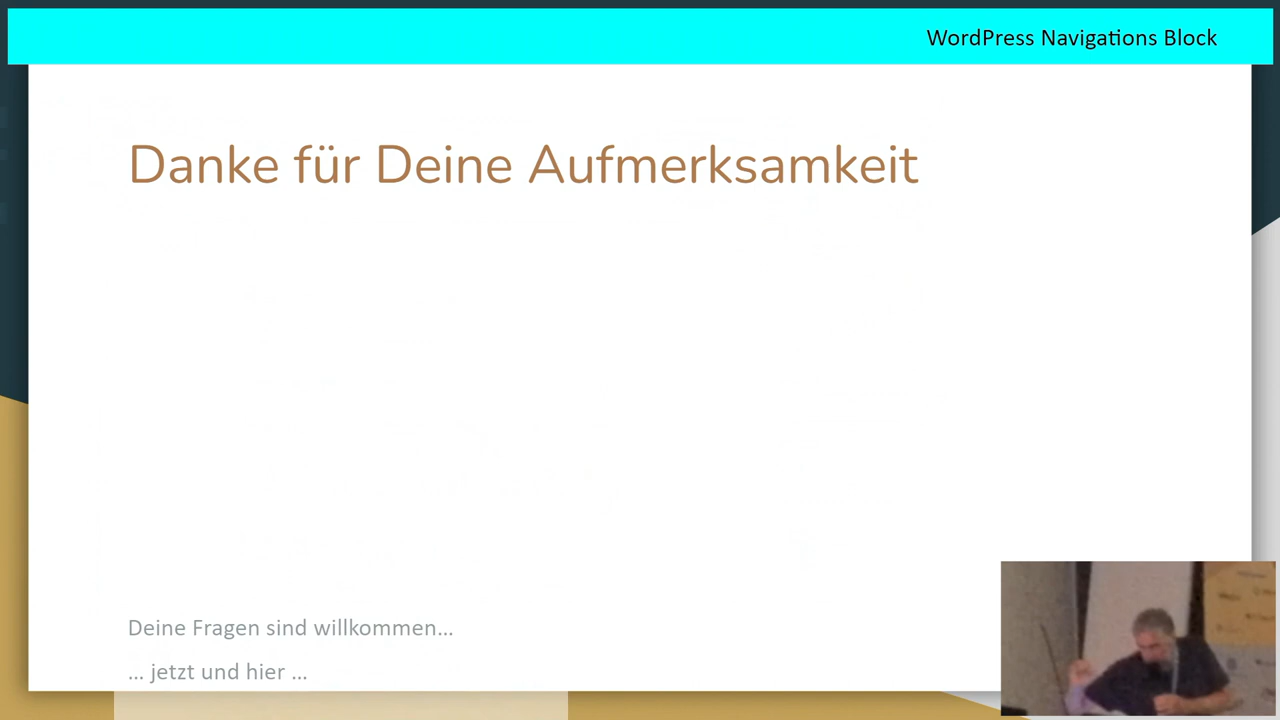 WordPress Navigations Block
Danke für Deine Aufmerksamkeit
Deine Fragen sind willkommen...
... jetzt und hier ...